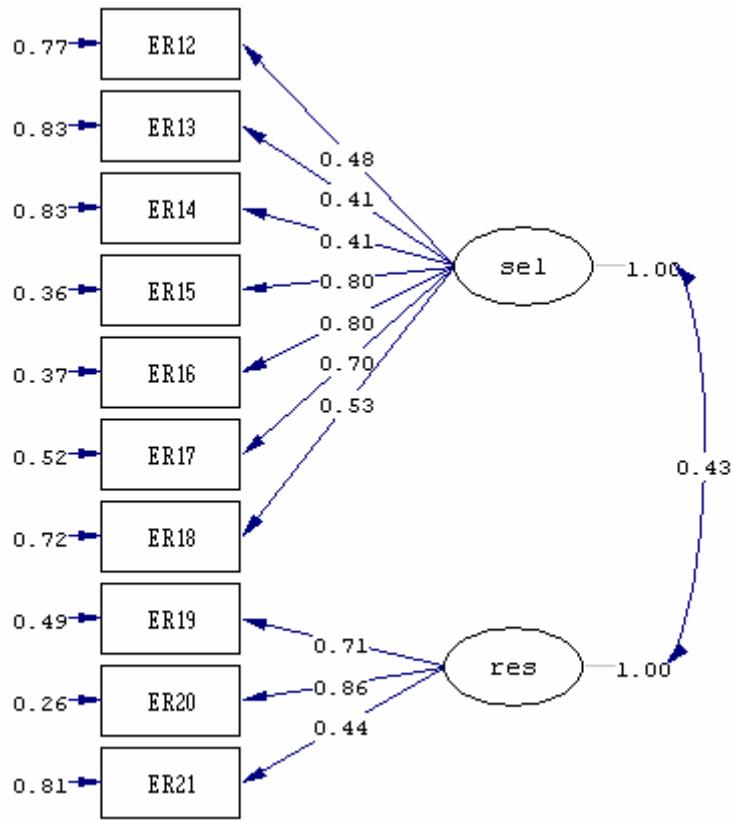 0.77 ER12
0.83 ER13
0.48
0.41
0.83 ER14
0.41
sel 1.00
0.36 ER15
0.80
0.80
0.37 ER16
0.70
0.53
0.52 ER17
0.43
0.72 ER18
0.49 ER19
0.71
res 1.00
0.26 ER20
0.86
0.44
0.81 ER21